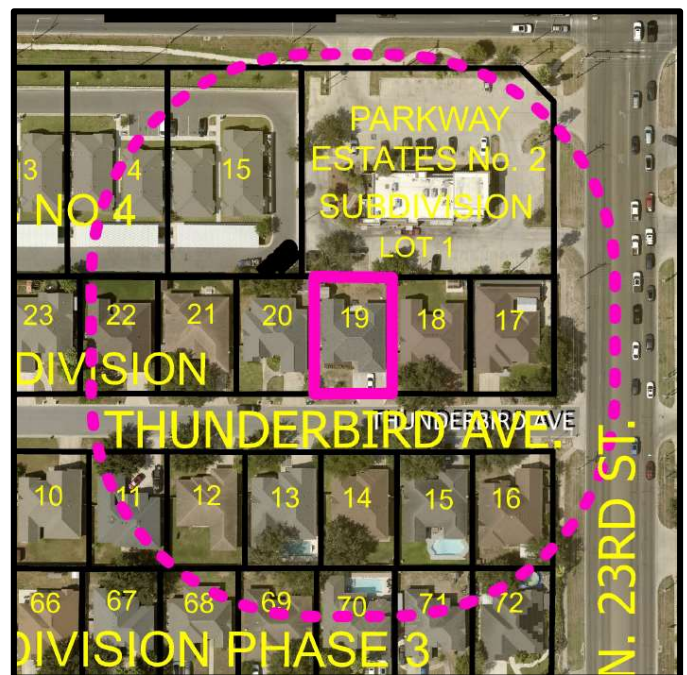 PARKWAY
ESTATES No. 2
SUBDIVISION
LOT 1
13
14
15
NO 4
23
22
21
20
19
18
17
DIVISION
THUNDERBIRD AVE.
THUNDERBIRD AVE
10
11
12
13
14
15
16
66
67
68
69
70
71
72
DIVISION PHASE 3
N. 23RD ST.